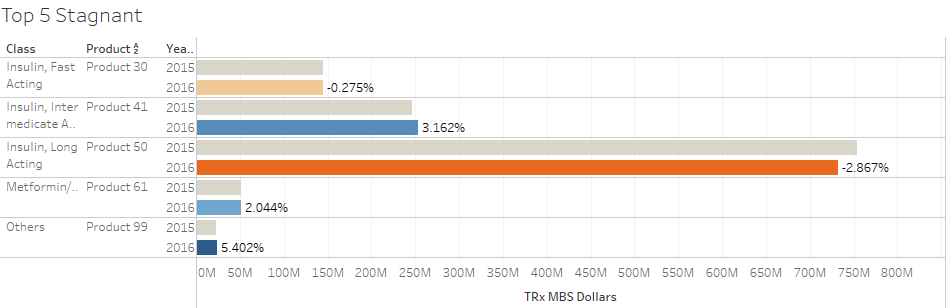 Top 5 Stagnant
Class Product Yea..
Insulin, Fast Product 30 2015
Acting 2016 -0.275%
Insulin, Inter Product 41 2015
medicate A.. 2016 3.162%
Insulin, Long Product 50 2015
Acting 2016 -2.867%
Metformin/.. Product 61 2015
2016 2.044%
Others Product 99 2015
2016 5.402%
0M 50M 100M 150M 200M 250M 300M 350M 400M 450M 500M 550M 600M 650M 700M 750M 800M
TRx MBS Dollars